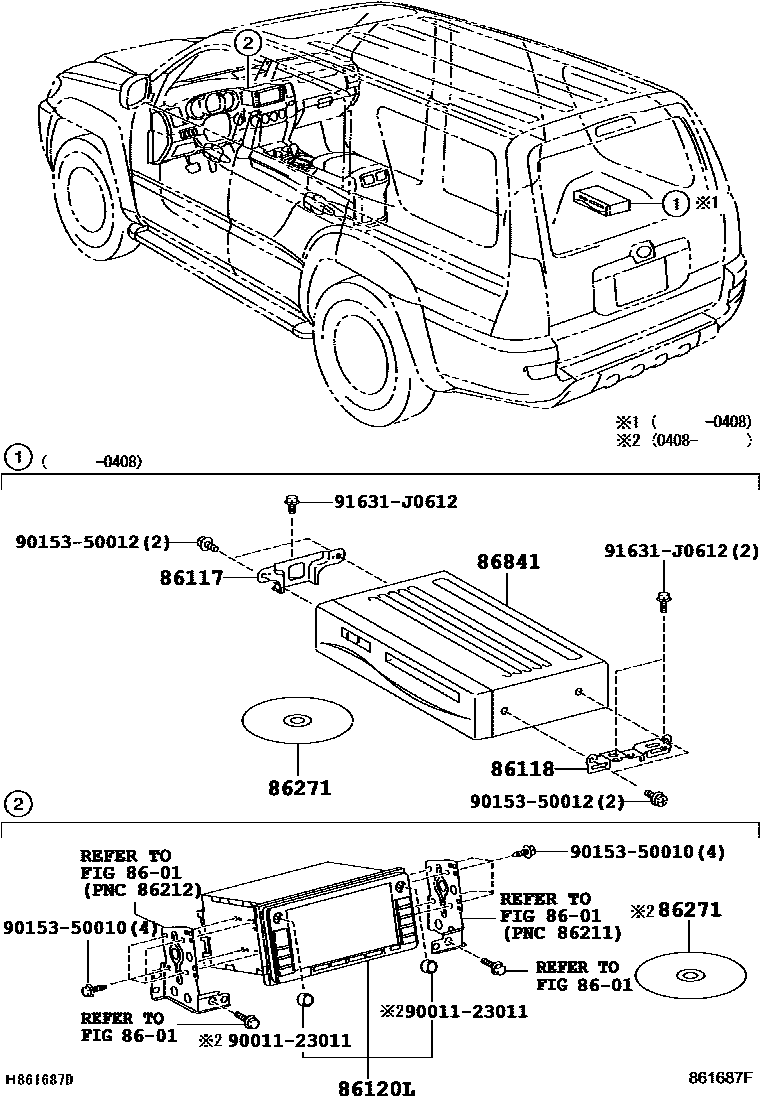 2
1 ※1
※1 ( -0408)
※2 (0408- )
1 ( -0408)
91631-J0612
90153-50012(2)
86117
86841
91631-J0612(2)
86271
86118
90153-50012(2)
2
REFER TO
FIG 86-01
(PNC 86212)
90153-50010(4)
90153-50010(4)
REFER TO
FIG 86-01
(PNC 86211)
※2 86271
REFER TO
FIG 86-01
REFER TO
FIG 86-01
※2 90011-23011
※2 90011-23011
86120L
H861687D
861687F